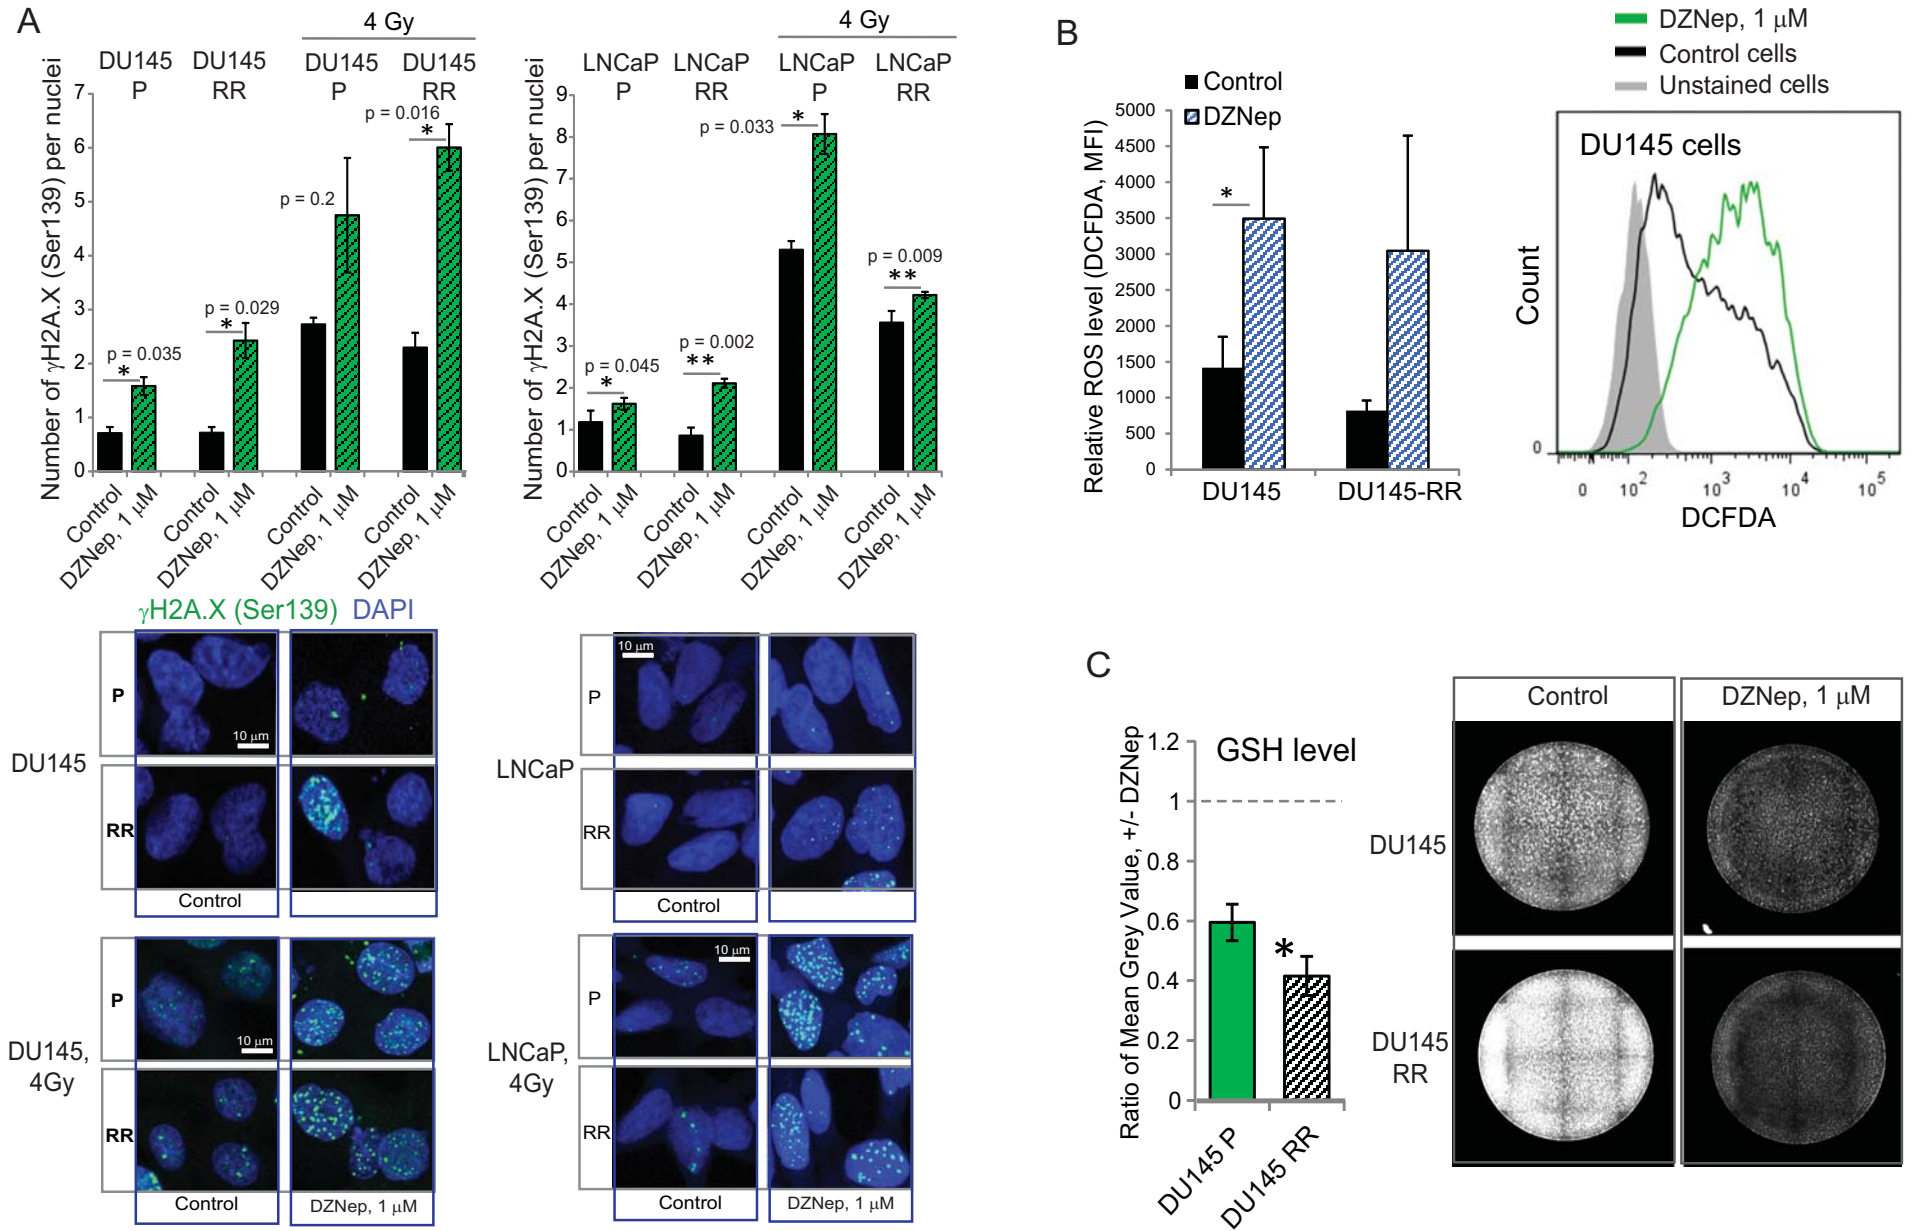 A
4 Gy
DU145 P
DU145 RR
DU145 P
DU145 RR
Number of γH2A.X (Ser139) per nuclei
7
6
5
4
3
2
1
0
p = 0.035
*
p = 0.029
*
p = 0.2
p = 0.016
*
Control
DZNep, 1 μM
Control
DZNep, 1 μM
Control
DZNep, 1 μM
Control
DZNep, 1 μM
4 Gy
LNCaP P
LNCaP RR
LNCaP P
LNCaP RR
Number of γH2A.X (Ser139) per nuclei
9
8
7
6
5
4
3
2
1
0
p = 0.045
*
p = 0.002
**
p = 0.033
*
p = 0.009
**
Control
DZNep, 1 μM
Control
DZNep, 1 μM
Control
DZNep, 1 μM
Control
DZNep, 1 μM
γH2A.X (Ser139) DAPI
DU145
P
10 μm
RR
Control
DU145, 4Gy
P
10 μm
RR
Control
DZNep, 1 μM
LNCaP
P
10 μm
RR
Control
LNCaP, 4Gy
P
10 μm
RR
Control
DZNep, 1 μM
B
Control
DZNep
Relative ROS level (DCFDA, MFI)
5000
4500
4000
3500
3000
2500
2000
1500
1000
500
0
*
DU145
DU145-RR
DZNep, 1 μM
Control cells
Unstained cells
DU145 cells
Count
0
0
10²
10³
10⁴
10⁵
DCFDA
C
GSH level
Ratio of Mean Grey Value, +/- DZNep
1.2
1
0.8
0.6
0.4
0.2
0
*
DU145 P
DU145 RR
Control
DZNep, 1 μM
DU145
DU145 RR